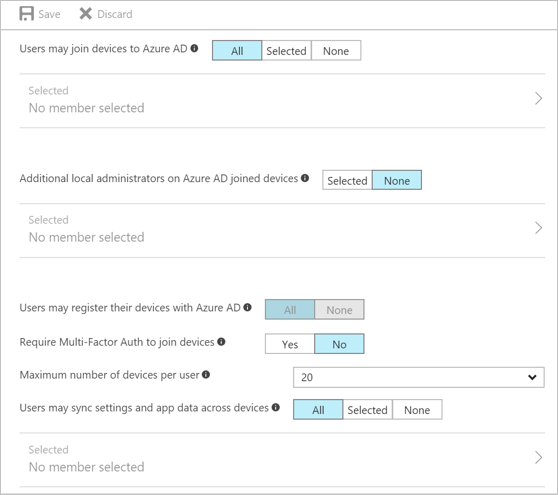 Save Discard
Users may join devices to Azure AD All Selected None
Selected
No member selected
Additional local administrators on Azure AD joined devices Selected None
Selected
No member selected
Users may register their devices with Azure AD All None
Require Multi-Factor Auth to join devices Yes No
Maximum number of devices per user 20
Users may sync settings and app data across devices All Selected None
Selected
No member selected